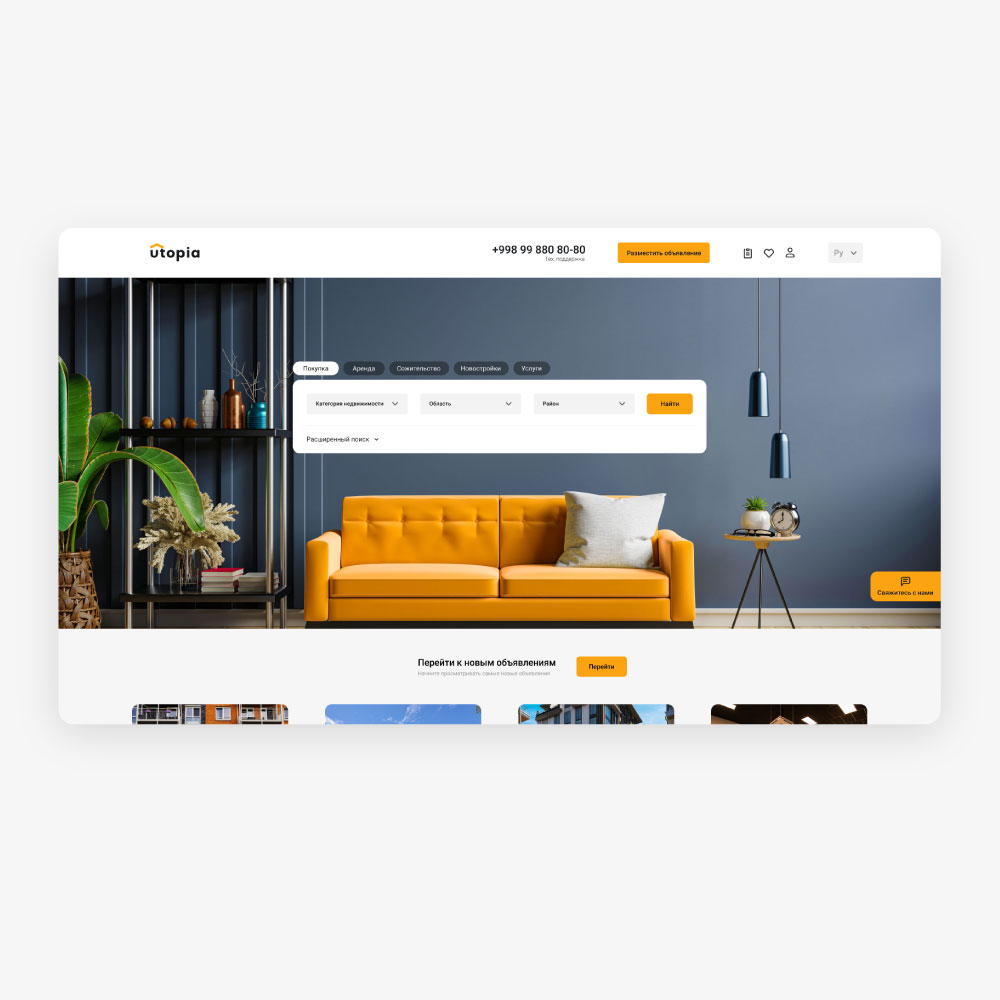 utopia
+998 99 880 80-80
Тех. поддержка
Разместить объявление
Ру
Покупка
Аренда
Сожительство
Новостройки
Услуги
Категория недвижимости
Область
Район
Найти
Расширенный поиск
Свяжитесь с нами
Перейти к новым объявлениям
Начните просматривать самые новые объявления
Перейти